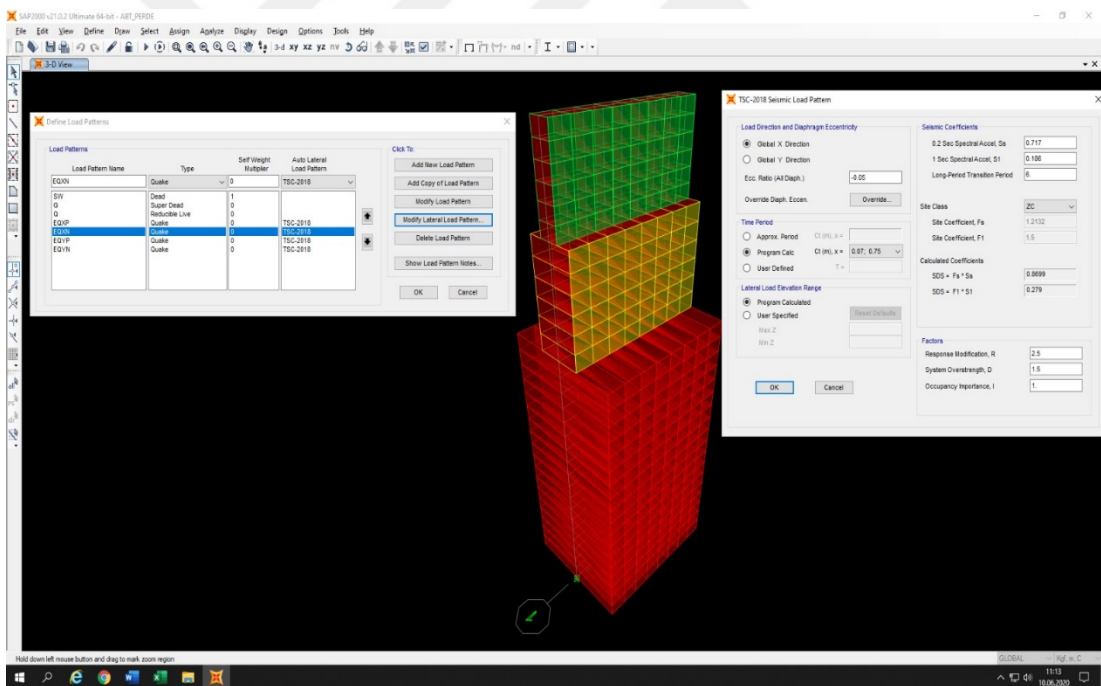 SAP2000 v21.0.2 Ultimate 64-bit - ABT_PERDE
File Edit View Define Draw Select Assign Analyze Display Design Options Tools Help
3-d xy xz yz nv
nd
3-D View
Define Load Patterns
Load Patterns
Load Pattern Name
Type
Self Weight Multiplier
Auto Lateral Load Pattern
EQXN Quake 0 TSC-2018
SW Dead 1
G Super Dead 0
Q Reducible Live 0
EQXP Quake 0 TSC-2018
EQXN Quake 0 TSC-2018
EQYP Quake 0 TSC-2018
EQYN Quake 0 TSC-2018
Click To:
Add New Load Pattern
Add Copy of Load Pattern
Modify Load Pattern
Modify Lateral Load Pattern...
Delete Load Pattern
Show Load Pattern Notes...
OK Cancel
TSC-2018 Seismic Load Pattern
Load Direction and Diaphragm Eccentricity
Global X Direction
Global Y Direction
Ecc. Ratio (All Diaph.) -0.05
Override Diaph. Eccen. Override...
Time Period
Approx. Period Ct (m), x =
Program Calc Ct (m), x = 0.07; 0.75
User Defined T =
Lateral Load Elevation Range
Program Calculated
User Specified Reset Defaults
Max Z
Min Z
OK Cancel
Seismic Coefficients
0.2 Sec Spectral Accel, Ss 0.717
1 Sec Spectral Accel, S1 0.186
Long-Period Transition Period 6.
Site Class ZC
Site Coefficient, Fs 1.2132
Site Coefficient, F1 1.5
Calculated Coefficients
SDS = Fs * Ss 0.8699
SDS = F1 * S1 0.279
Factors
Response Modification, R 2.5
System Overstrength, D 1.5
Occupancy Importance, I 1.
Hold down left mouse button and drag to mark zoom region
GLOBAL Kgf, m, C
11:13
10.06.2020